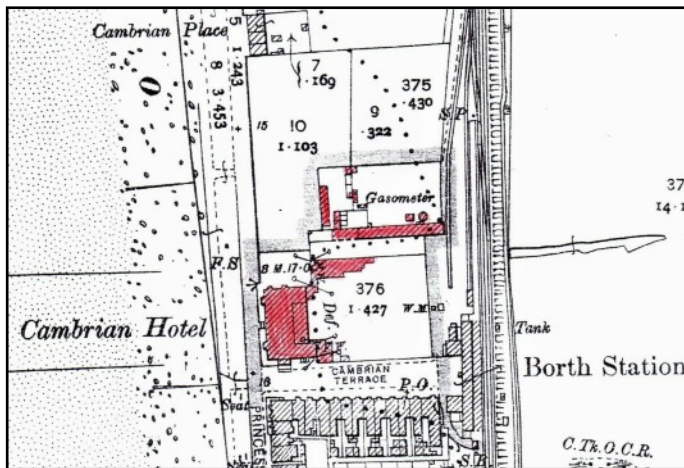 Cambrian Place
5
1·243
8
3·453
7
·169
375
·430
9
·322
15
10
1·103
S.P.
Gasometer
37
14·1
F.S
B.M.17·0
376
1·427
Def.
W.M
Cambrian Hotel
Tank
Borth Station
CAMBRIAN
TERRACE
P.O.
16
Seat
PRINCES
S.B.
C.Tk.O.C.R.